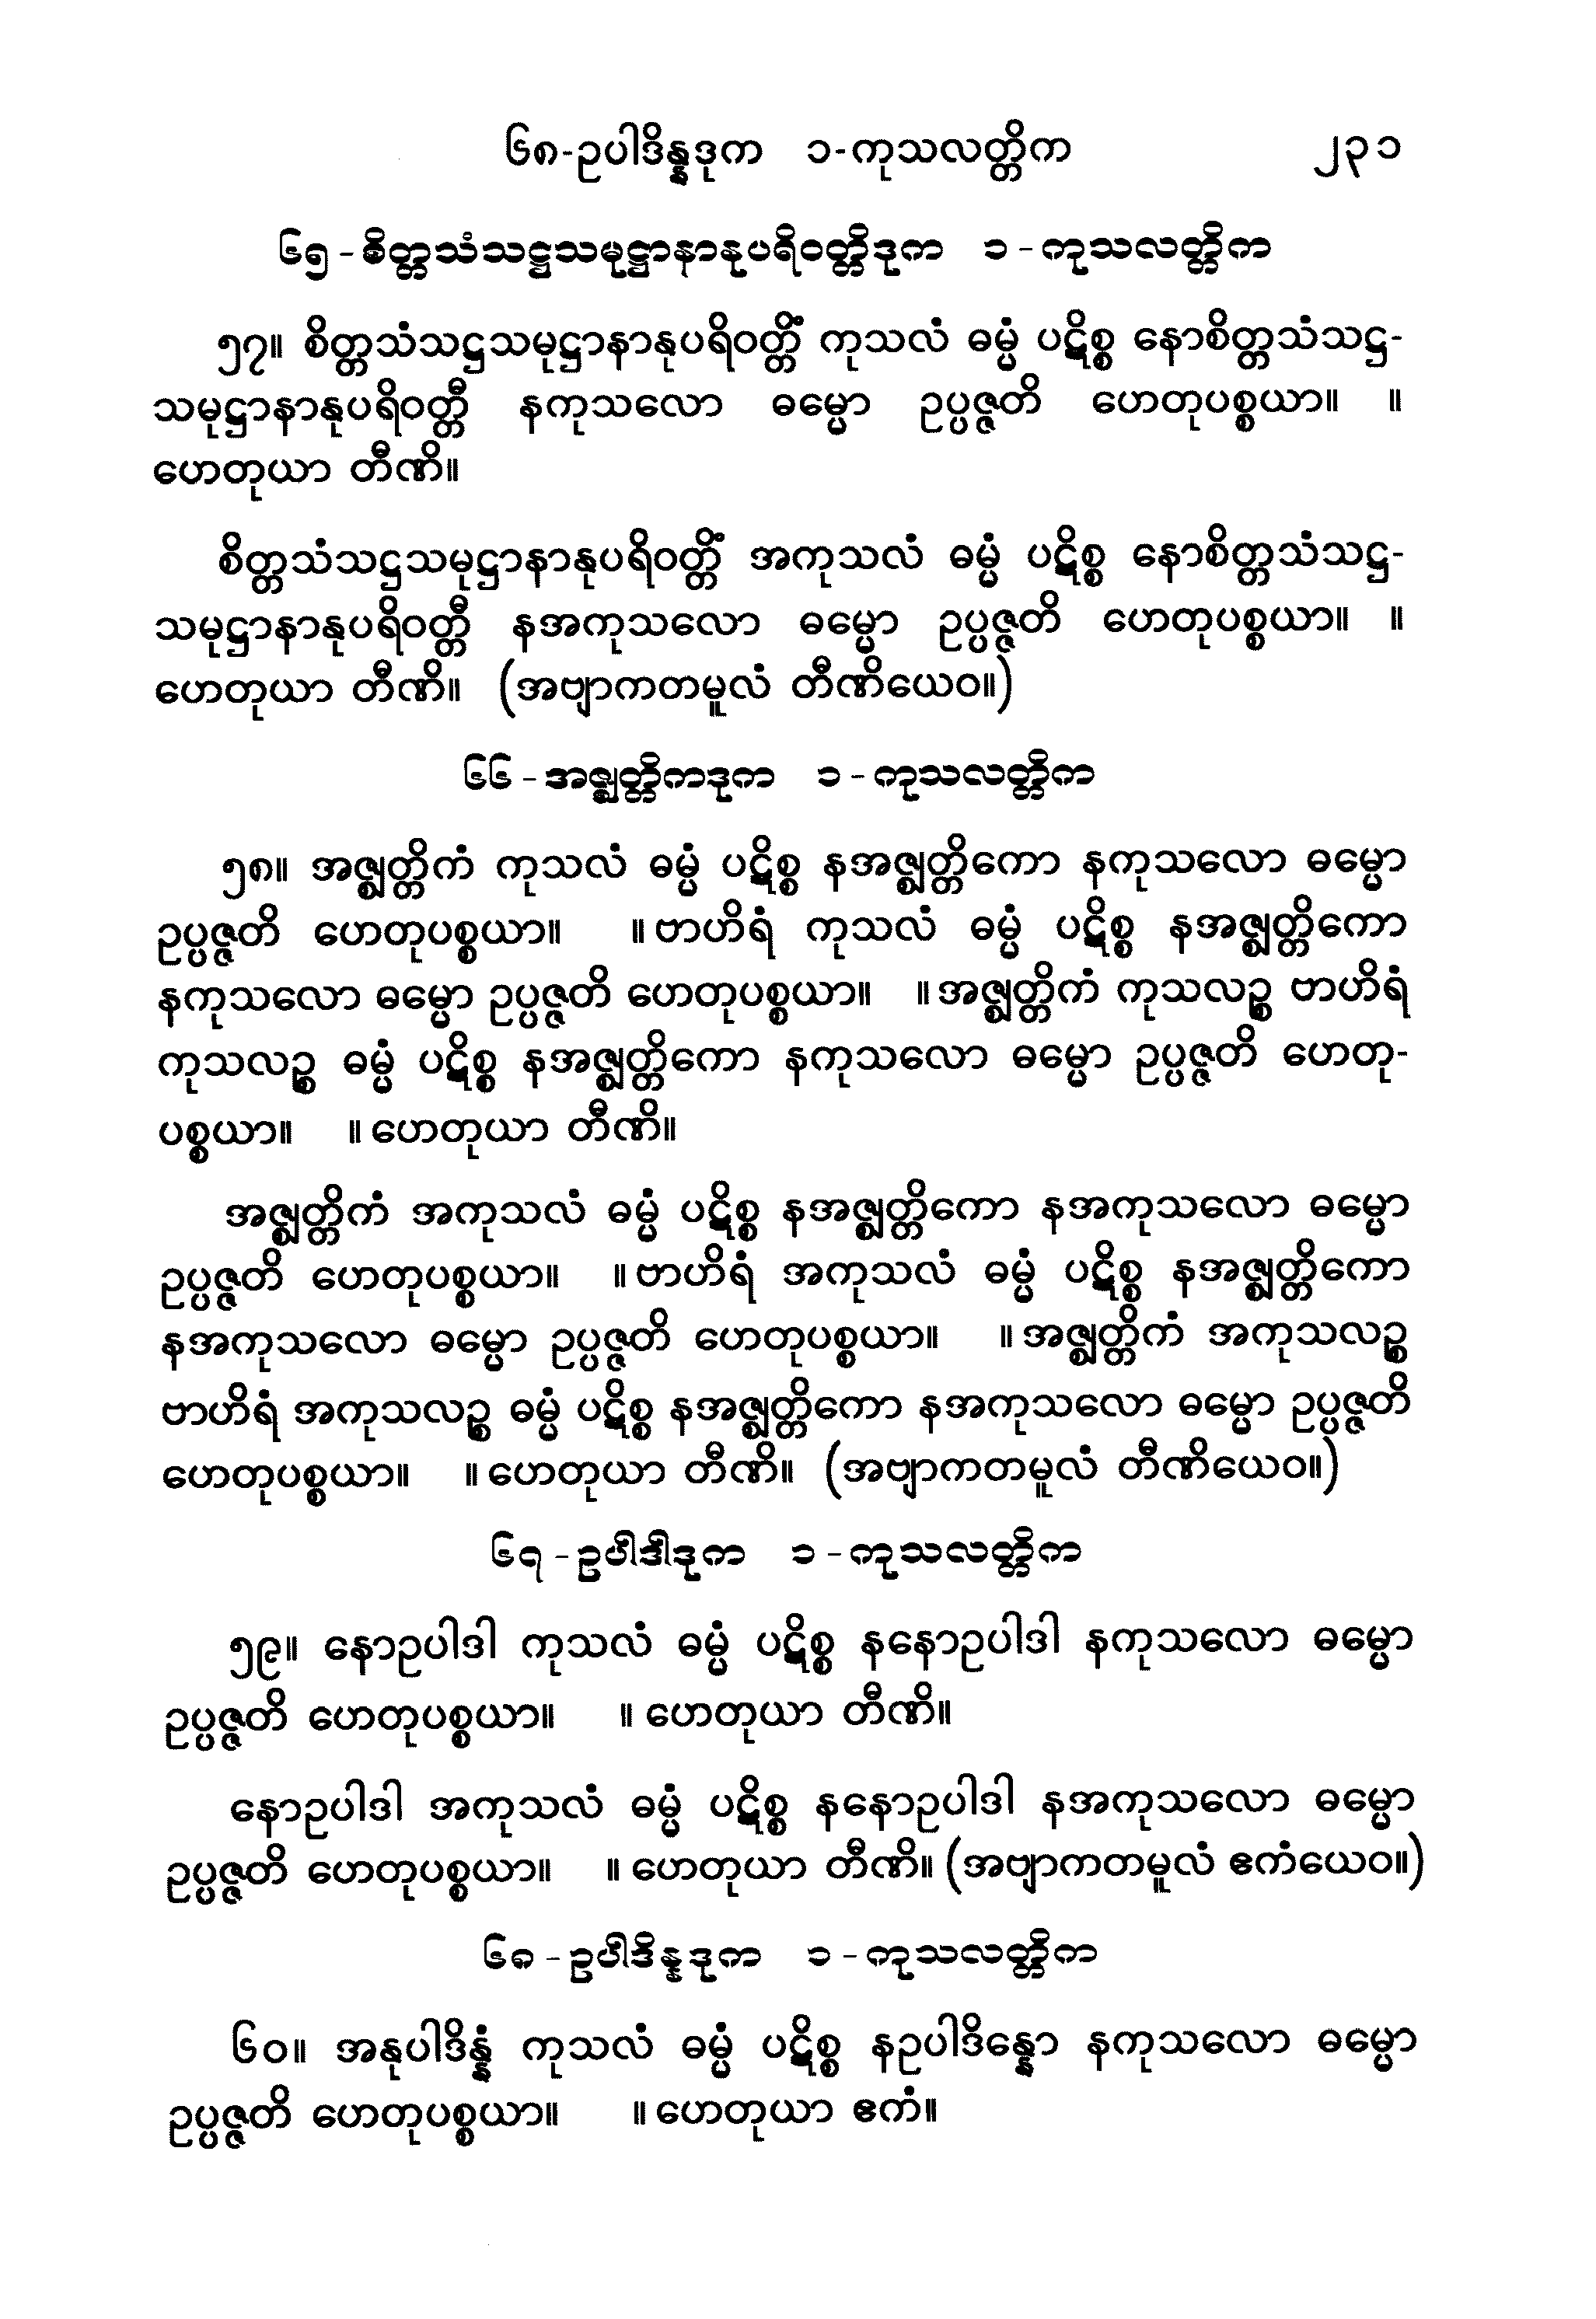 ၆၈-ဥပါဒိန္နဒုက ၁-ကုသလတ္တိက ၂၃၁
၆၅-စိတ္တသံသဋ္ဌသမုဋ္ဌာနာနုပရိဝတ္တိဒုက ၁-ကုသလတ္တိက
၅၇။ စိတ္တသံသဋ္ဌသမုဋ္ဌာနာနုပရိဝတ္တိံ ကုသလံ ဓမ္မံ ပဋိစ္စ နောစိတ္တသံသဋ္ဌ-
သမုဋ္ဌာနာနုပရိဝတ္တီ နကုသလော ဓမ္မော ဥပ္ပဇ္ဇတိ ဟေတုပစ္စယာ။ ။
ဟေတုယာ တီဏိ။
စိတ္တသံသဋ္ဌသမုဋ္ဌာနာနုပရိဝတ္တိံ အကုသလံ ဓမ္မံ ပဋိစ္စ နောစိတ္တသံသဋ္ဌ-
သမုဋ္ဌာနာနုပရိဝတ္တီ နအကုသလော ဓမ္မော ဥပ္ပဇ္ဇတိ ဟေတုပစ္စယာ။ ။
ဟေတုယာ တီဏိ။ (အဗျာကတမူလံ တီဏိယေဝ။)
၆၆-အဇ္ဈတ္တိကဒုက ၁-ကုသလတ္တိက
၅၈။ အဇ္ဈတ္တိကံ ကုသလံ ဓမ္မံ ပဋိစ္စ နအဇ္ဈတ္တိကော နကုသလော ဓမ္မော
ဥပ္ပဇ္ဇတိ ဟေတုပစ္စယာ။ ။ ဗာဟိရံ ကုသလံ ဓမ္မံ ပဋိစ္စ နအဇ္ဈတ္တိကော
နကုသလော ဓမ္မော ဥပ္ပဇ္ဇတိ ဟေတုပစ္စယာ။ ။ အဇ္ဈတ္တိကံ ကုသလဉ္စ ဗာဟိရံ
ကုသလဉ္စ ဓမ္မံ ပဋိစ္စ နအဇ္ဈတ္တိကော နကုသလော ဓမ္မော ဥပ္ပဇ္ဇတိ ဟေတု-
ပစ္စယာ။ ။ ဟေတုယာ တီဏိ။
အဇ္ဈတ္တိကံ အကုသလံ ဓမ္မံ ပဋိစ္စ နအဇ္ဈတ္တိကော နအကုသလော ဓမ္မော
ဥပ္ပဇ္ဇတိ ဟေတုပစ္စယာ။ ။ ဗာဟိရံ အကုသလံ ဓမ္မံ ပဋိစ္စ နအဇ္ဈတ္တိကော
နအကုသလော ဓမ္မော ဥပ္ပဇ္ဇတိ ဟေတုပစ္စယာ။ ။ အဇ္ဈတ္တိကံ အကုသလဉ္စ
ဗာဟိရံ အကုသလဉ္စ ဓမ္မံ ပဋိစ္စ နအဇ္ဈတ္တိကော နအကုသလော ဓမ္မော ဥပ္ပဇ္ဇတိ
ဟေတုပစ္စယာ။ ။ ဟေတုယာ တီဏိ။ (အဗျာကတမူလံ တီဏိယေဝ။)
၆၇-ဥပါဒါဒုက ၁-ကုသလတ္တိက
၅၉။ နောဥပါဒါ ကုသလံ ဓမ္မံ ပဋိစ္စ နနောဥပါဒါ နကုသလော ဓမ္မော
ဥပ္ပဇ္ဇတိ ဟေတုပစ္စယာ။ ။ ဟေတုယာ တီဏိ။
နောဥပါဒါ အကုသလံ ဓမ္မံ ပဋိစ္စ နနောဥပါဒါ နအကုသလော ဓမ္မော
ဥပ္ပဇ္ဇတိ ဟေတုပစ္စယာ။ ။ ဟေတုယာ တီဏိ။ (အဗျာကတမူလံ ဧကံယေဝ။)
၆၈-ဥပါဒိန္နဒုက ၁-ကုသလတ္တိက
၆၀။ အနုပါဒိန္နံ ကုသလံ ဓမ္မံ ပဋိစ္စ နဥပါဒိန္နော နကုသလော ဓမ္မော
ဥပ္ပဇ္ဇတိ ဟေတုပစ္စယာ။ ။ ဟေတုယာ ဧကံ။